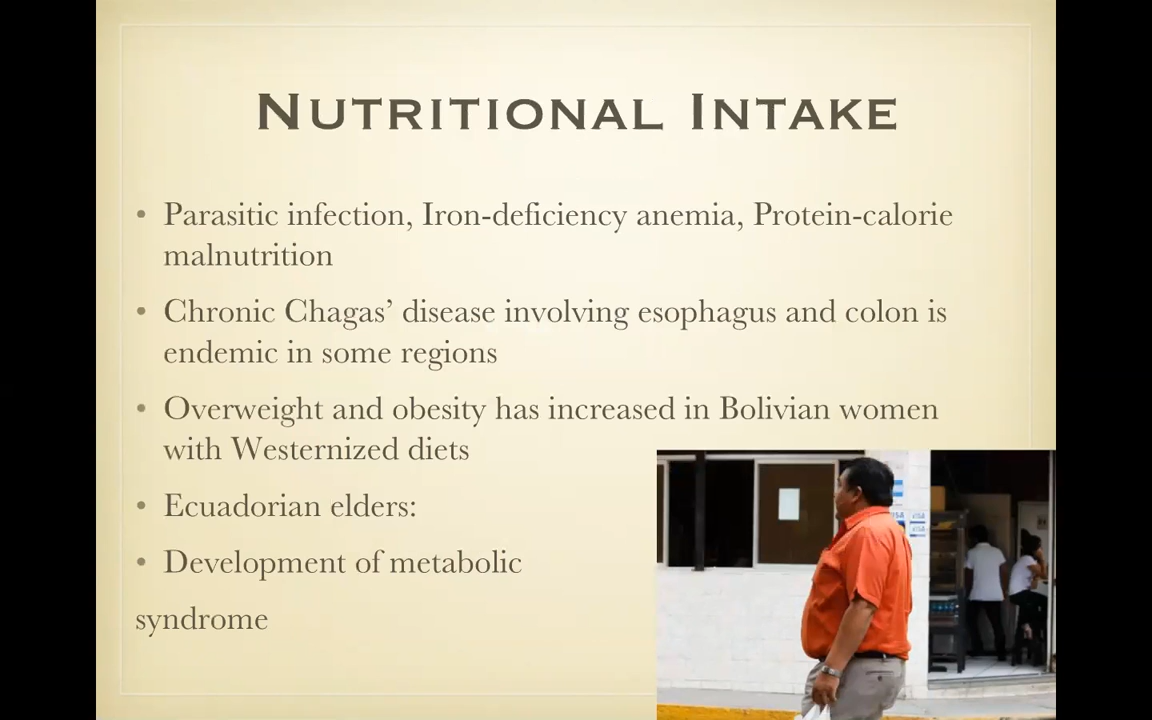 Nutritional Intake
• Parasitic infection, Iron-deficiency anemia, Protein-calorie
malnutrition
• Chronic Chagas’ disease involving esophagus and colon is
endemic in some regions
• Overweight and obesity has increased in Bolivian women
with Westernized diets
• Ecuadorian elders:
• Development of metabolic
syndrome
VISA